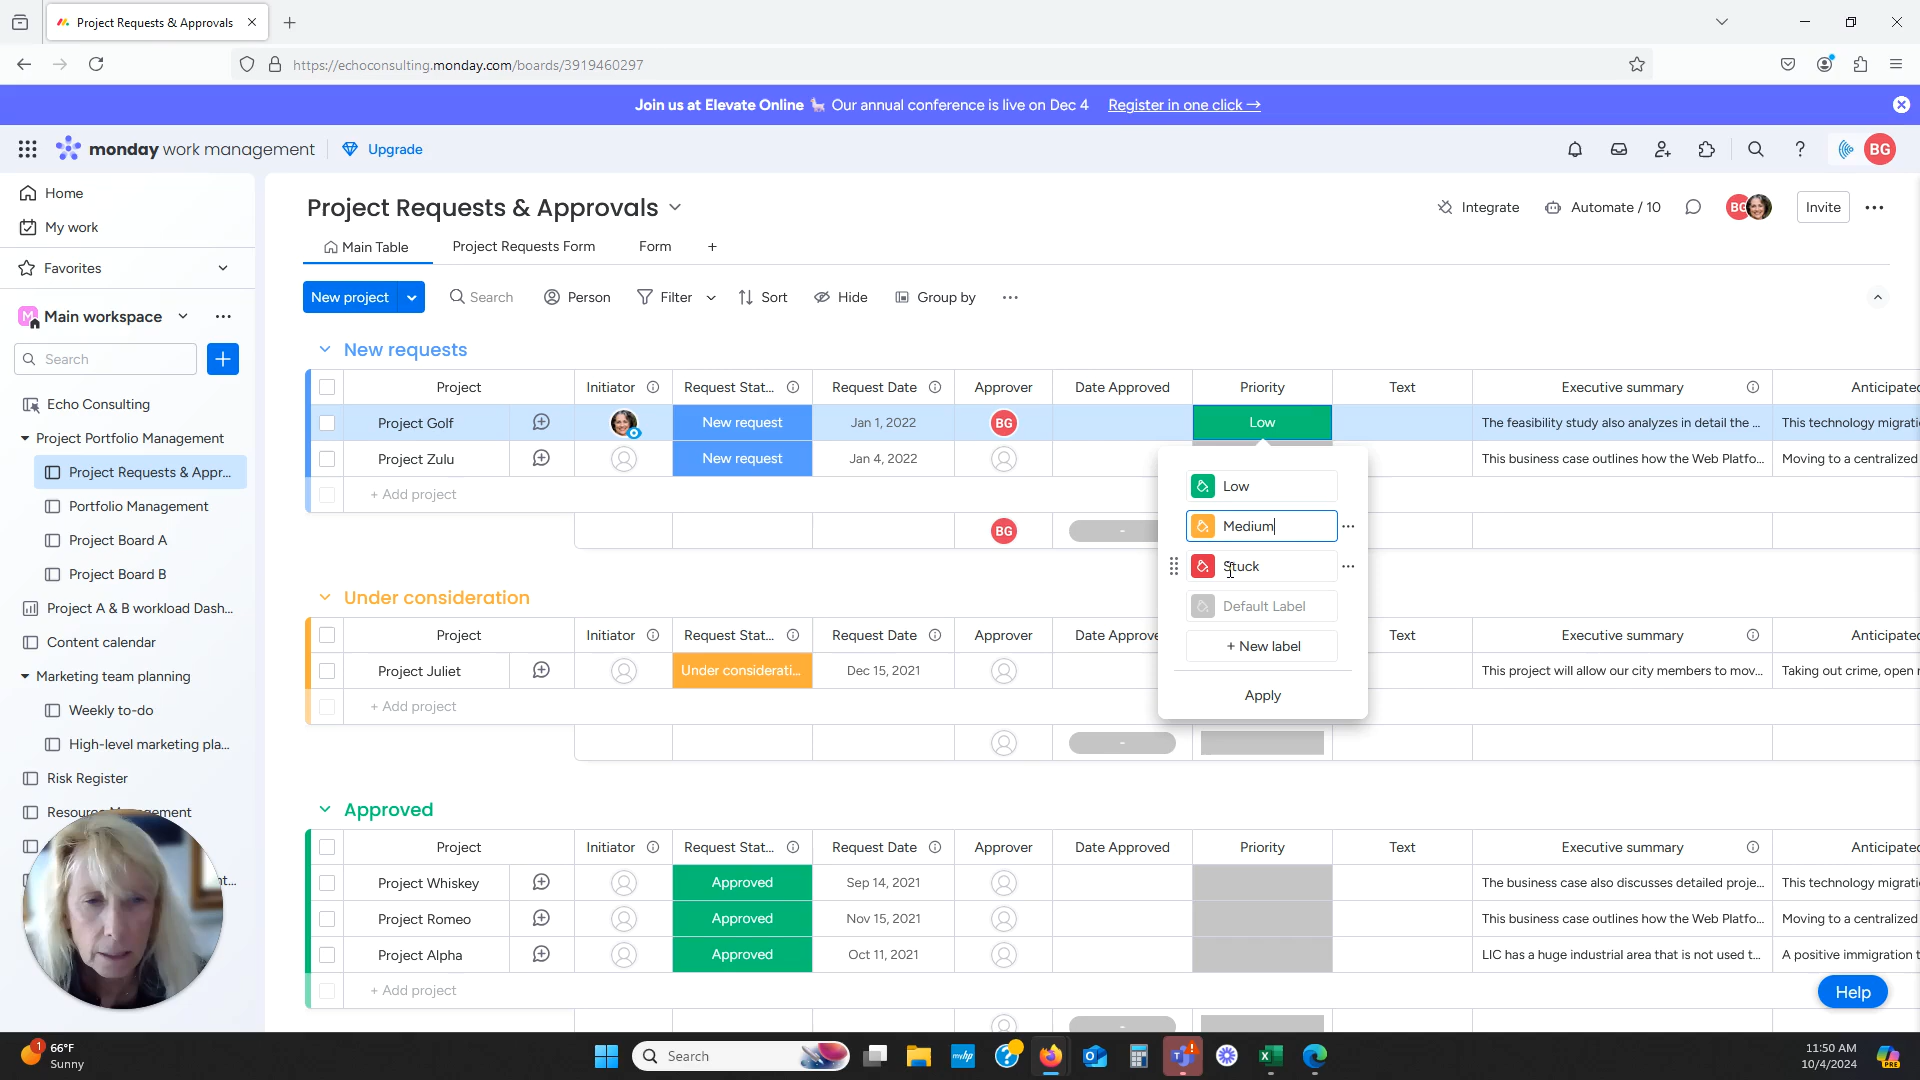 Project Requests & Approvals
https://echoconsulting.monday.com/boards/3919460297
Join us at Elevate Online 🦙 Our annual conference is live on Dec 4 Register in one click →
monday work management
Upgrade
BG
Home
My work
Favorites
M Main workspace
Search
Echo Consulting
Project Portfolio Management
Project Requests & Appr...
Portfolio Management
Project Board A
Project Board B
Project A & B workload Dash...
Content calendar
Marketing team planning
Weekly to-do
High-level marketing pla...
Risk Register
Project Requests & Approvals
Integrate
Automate / 10
BG
Invite
Main Table
Project Requests Form
Form
New project
Search
Person
Filter
Sort
Hide
Group by
New requests
Project Initiator Request Stat... Request Date Approver Date Approved Priority Text Executive summary Anticipated
Project Golf New request Jan 1, 2022 BG Low The feasibility study also analyzes in detail the ... This technology migrati
Project Zulu New request Jan 4, 2022 This business case outlines how the Web Platfo... Moving to a centralized
+ Add project
BG -
Low
Medium
Stuck
Default Label
+ New label
Apply
Under consideration
Project Initiator Request Stat... Request Date Approver Date Approve Text Executive summary Anticipated
Project Juliet Under considerati... Dec 15, 2021 This project will allow our city members to mov... Taking out crime, open r
+ Add project
-
Approved
Project Initiator Request Stat... Request Date Approver Date Approved Priority Text Executive summary Anticipated
Project Whiskey Approved Sep 14, 2021 The business case also discusses detailed proje... This technology migrati
Project Romeo Approved Nov 15, 2021 This business case outlines how the Web Platfo... Moving to a centralized
Project Alpha Approved Oct 11, 2021 LIC has a huge industrial area that is not used t... A positive immigration t
+ Add project
Help
1
66°F
Sunny
Search
myhp
11:50 AM
10/4/2024
PRE